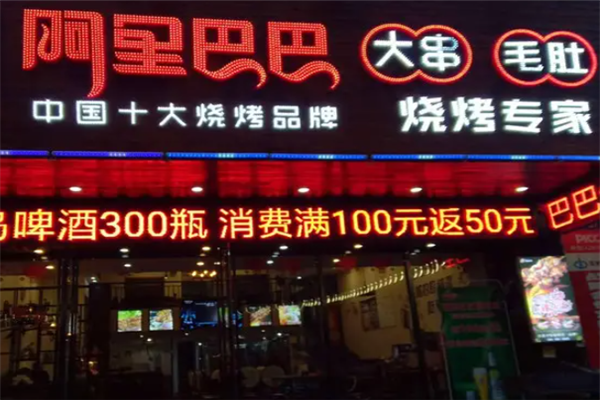 阿里巴巴 大串 毛肚
中国十大烧烤品牌 烧烤专家
啤酒300瓶 消费满100元返50元 巴巴